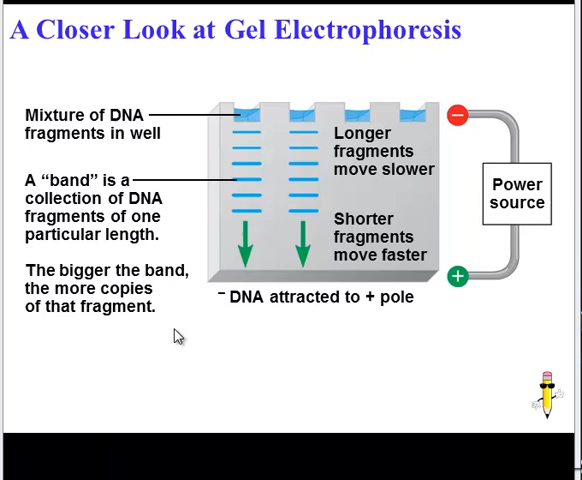 A Closer Look at Gel Electrophoresis
Mixture of DNA
fragments in well
A “band” is a
collection of DNA
fragments of one
particular length.
The bigger the band,
the more copies
of that fragment.
Longer
fragments
move slower
Shorter
fragments
move faster
− DNA attracted to + pole
−
Power
source
+